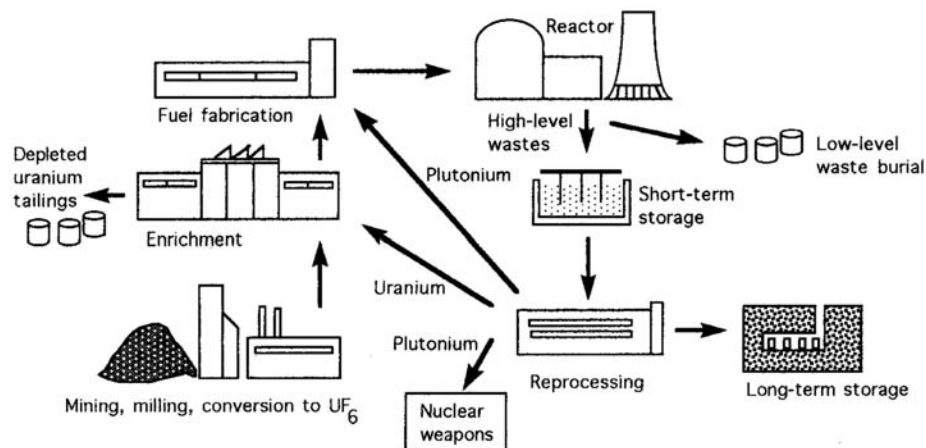 Reactor
Fuel fabrication
High-level
wastes
Low-level
waste burial
Depleted
uranium
tailings
Plutonium
Short-term
storage
Enrichment
Uranium
Plutonium
Reprocessing
Long-term storage
Mining, milling, conversion to UF6
Nuclear
weapons